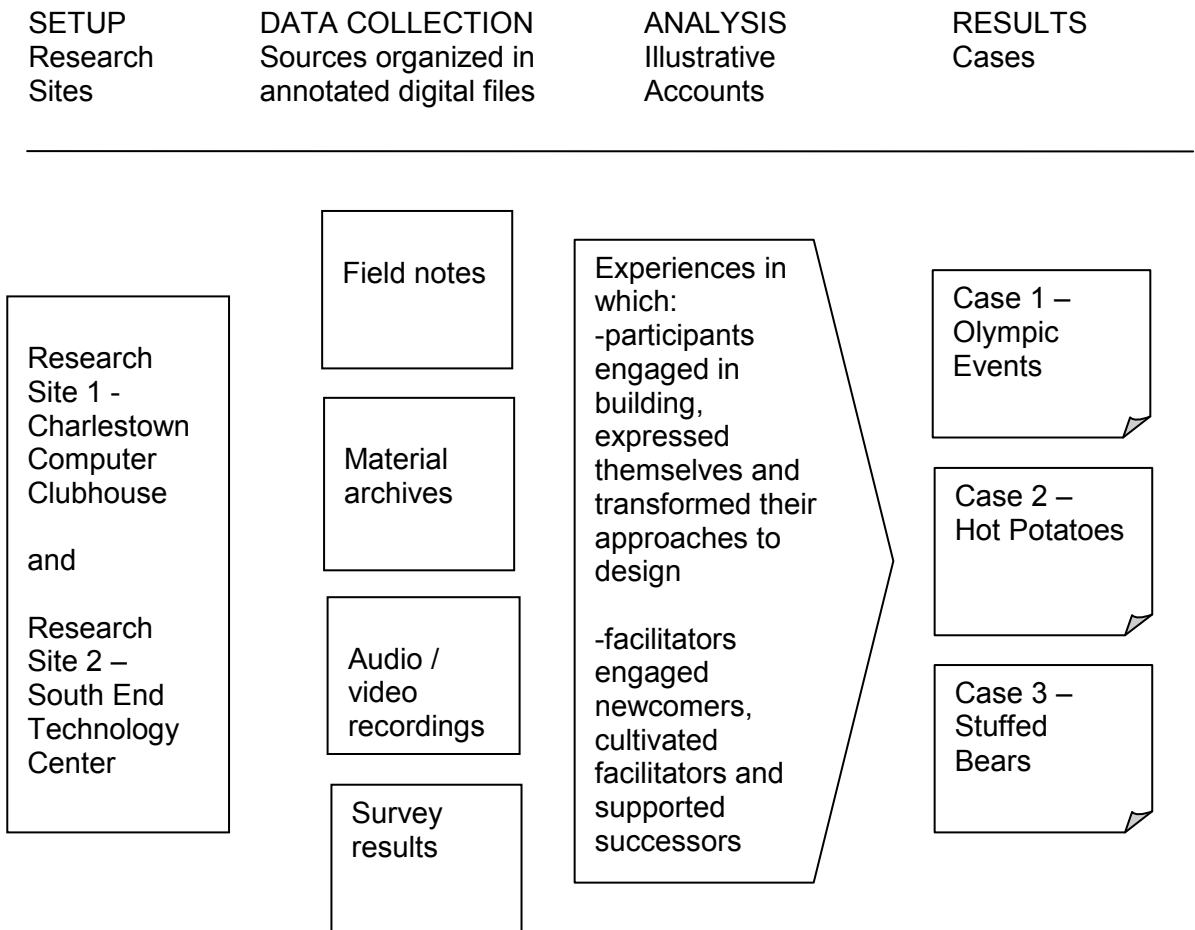 SETUP
Research
Sites
DATA COLLECTION
Sources organized in
annotated digital files
ANALYSIS
Illustrative
Accounts
RESULTS
Cases
Research
Site 1 -
Charlestown
Computer
Clubhouse
and
Research
Site 2 –
South End
Technology
Center
Field notes
Material
archives
Audio /
video
recordings
Survey
results
Experiences in
which:
-participants
engaged in
building,
expressed
themselves and
transformed their
approaches to
design
-facilitators
engaged
newcomers,
cultivated
facilitators and
supported
successors
Case 1 –
Olympic
Events
Case 2 –
Hot Potatoes
Case 3 –
Stuffed
Bears